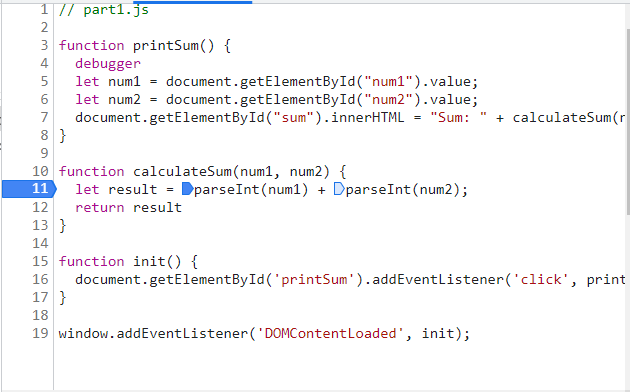 1 // part1.js
2
3 function printSum() {
4   debugger
5   let num1 = document.getElementById("num1").value;
6   let num2 = document.getElementById("num2").value;
7   document.getElementById("sum").innerHTML = "Sum: " + calculateSum(n
8 }
9
10 function calculateSum(num1, num2) {
11   let result = parseInt(num1) + parseInt(num2);
12   return result
13 }
14
15 function init() {
16   document.getElementById('printSum').addEventListener('click', print
17 }
18
19 window.addEventListener('DOMContentLoaded', init);